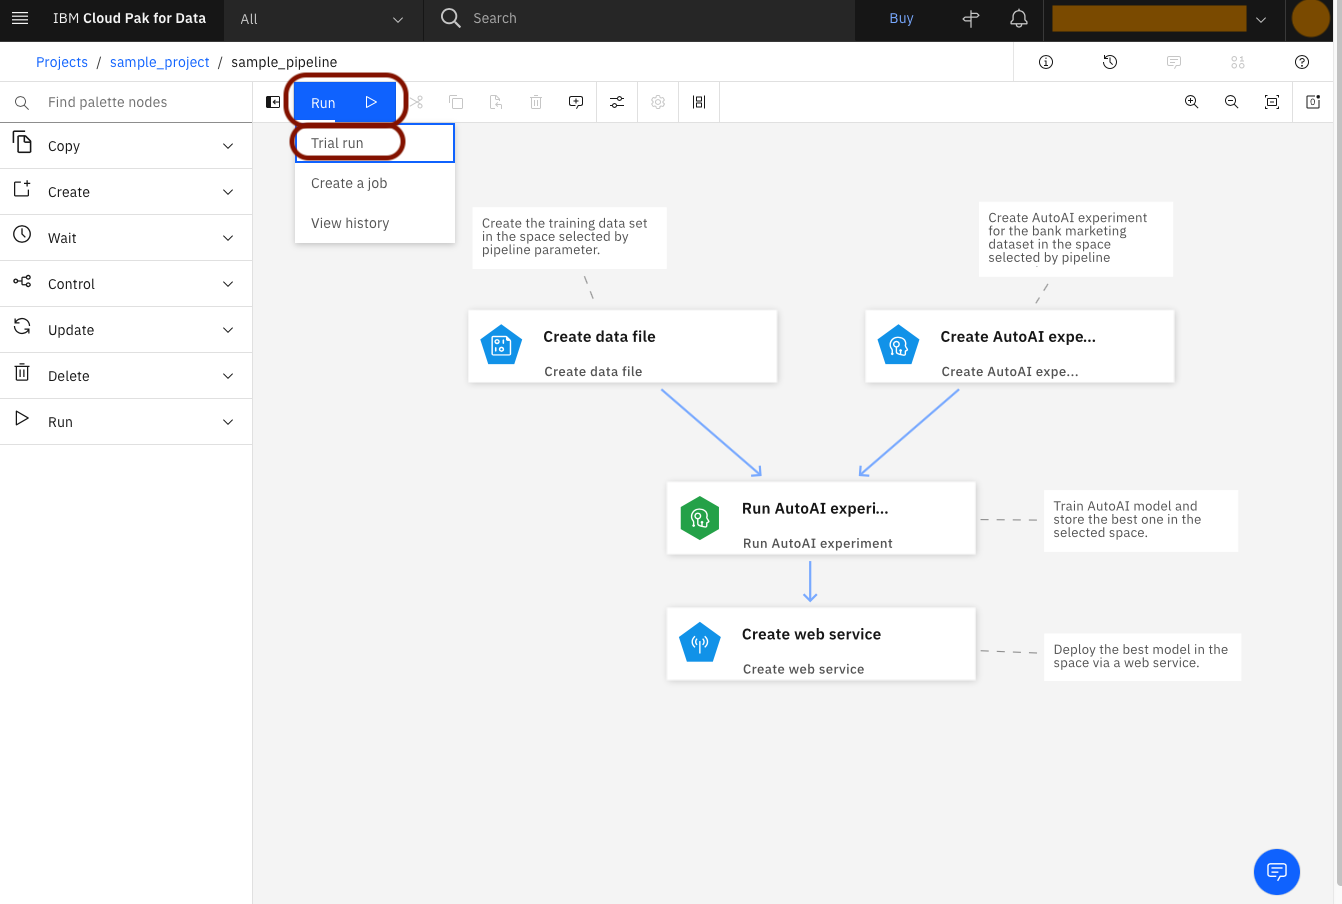 IBM Cloud Pak for Data
All
Search
Buy
Projects / sample_project / sample_pipeline
Find palette nodes
Run
Copy
Create
Wait
Control
Update
Delete
Run
Trial run
Create a job
View history
Create the training data set
in the space selected by
pipeline parameter.
Create AutoAI experiment
for the bank marketing
dataset in the space
selected by pipeline
Create data file
Create data file
Create AutoAI expe...
Create AutoAI expe...
Run AutoAI experi...
Run AutoAI experiment
Train AutoAI model and
store the best one in the
selected space.
Create web service
Create web service
Deploy the best model in the
space via a web service.